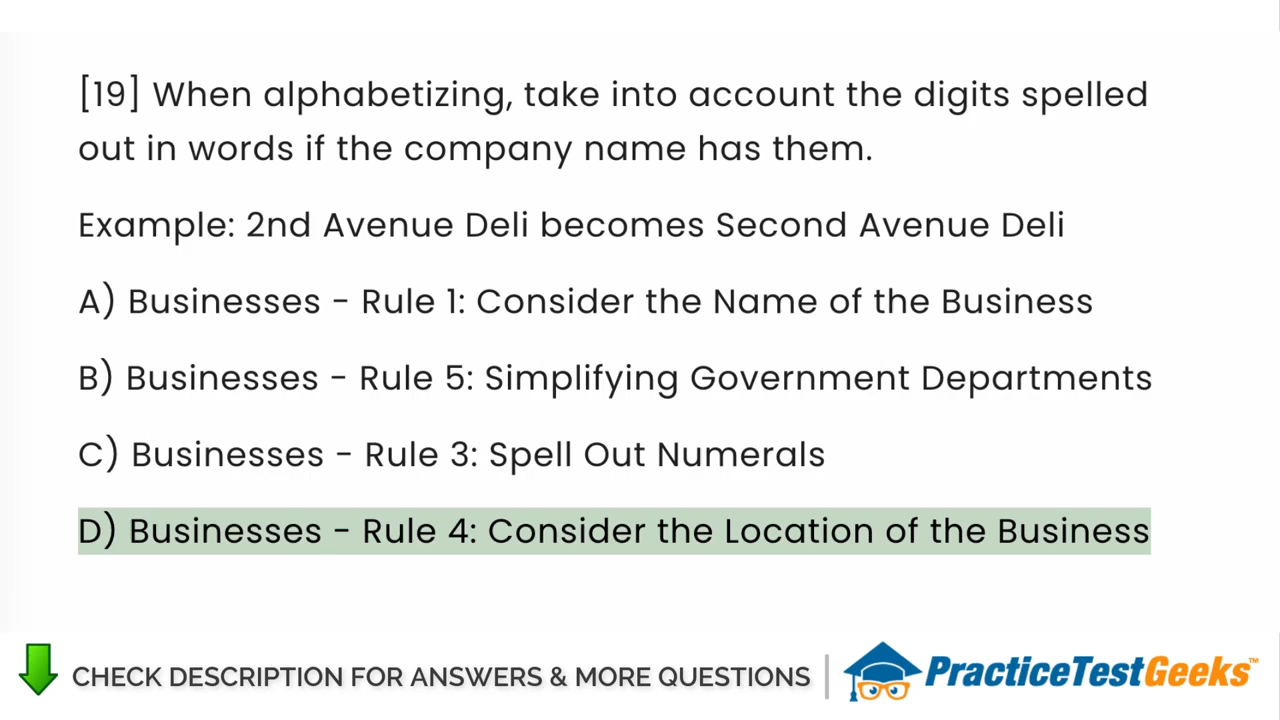 [19] When alphabetizing, take into account the digits spelled
out in words if the company name has them.
Example: 2nd Avenue Deli becomes Second Avenue Deli
A) Businesses - Rule 1: Consider the Name of the Business
B) Businesses - Rule 5: Simplifying Government Departments
C) Businesses - Rule 3: Spell Out Numerals
D) Businesses - Rule 4: Consider the Location of the Business
CHECK DESCRIPTION FOR ANSWERS & MORE QUESTIONS | PracticeTestGeeks™